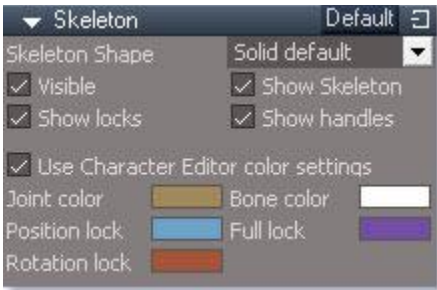 Skeleton Default
Skeleton Shape Solid default
Visible Show Skeleton
Show locks Show handles
Use Character Editor color settings
Joint color Bone color
Position lock Full lock
Rotation lock